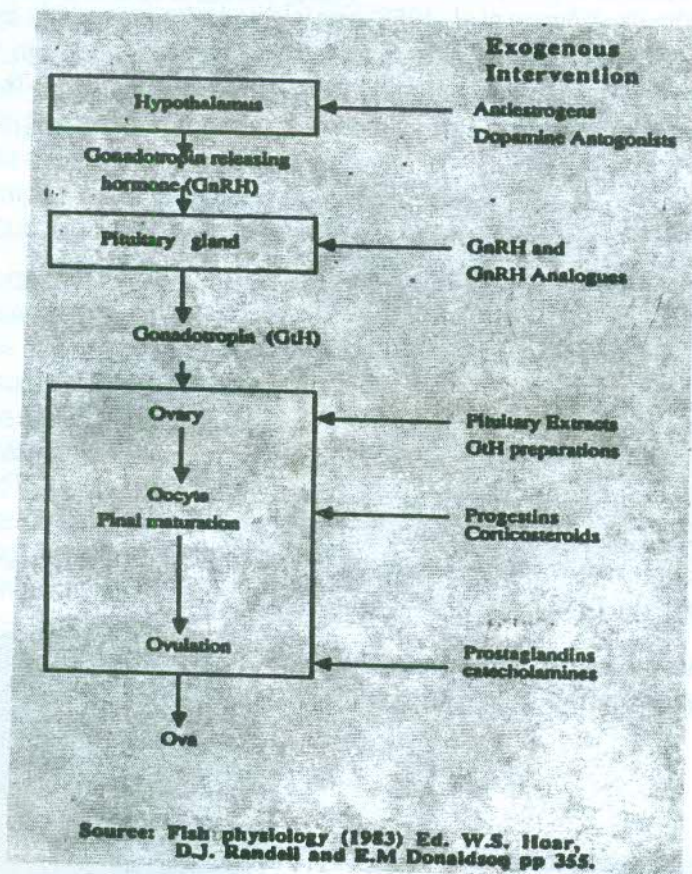 Exogenous
Intervention
Hypothalamus
Antiestrogens
Dopamine Antogonists
Gonadotropin releasing
hormone (GnRH)
Pituitary gland
GnRH and
GnRH Analogues
Gonadotropin (GtH)
Ovary
Pituitary Extracts
GtH preparations
Oocyte
Final maturation
Progestins
Corticosteroids
Ovulation
Prostaglandins
catecholamines
Ova
Source: Fish physiology (1983) Ed. W.S. Hoar,
D.J. Randell and E.M Donaldson pp 355.